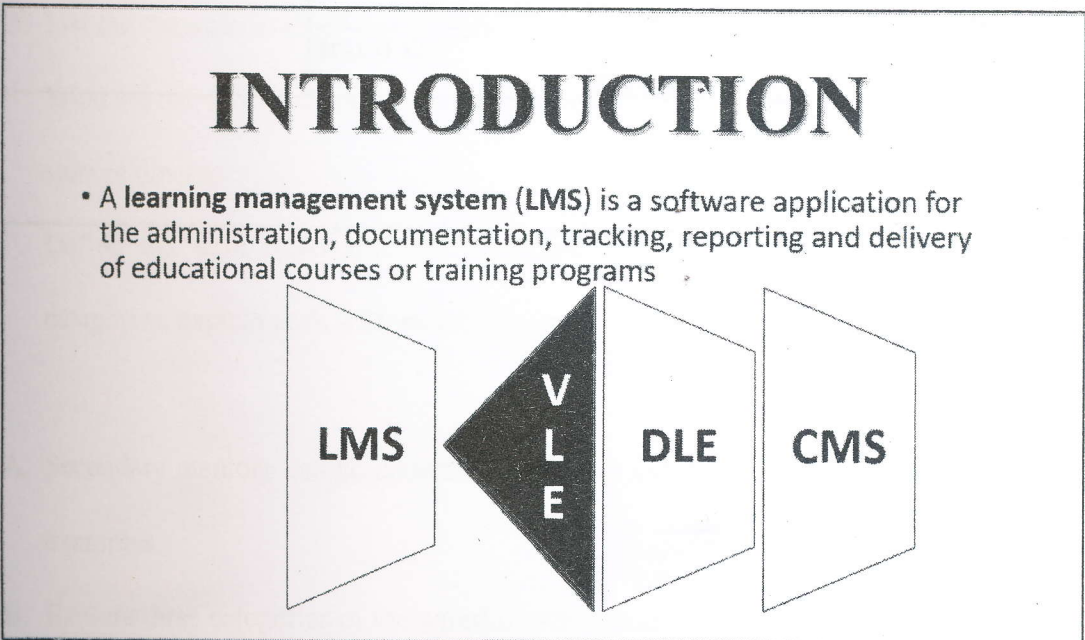 INTRODUCTION
• A learning management system (LMS) is a software application for
the administration, documentation, tracking, reporting and delivery
of educational courses or training programs
LMS
V
L
E
DLE
CMS